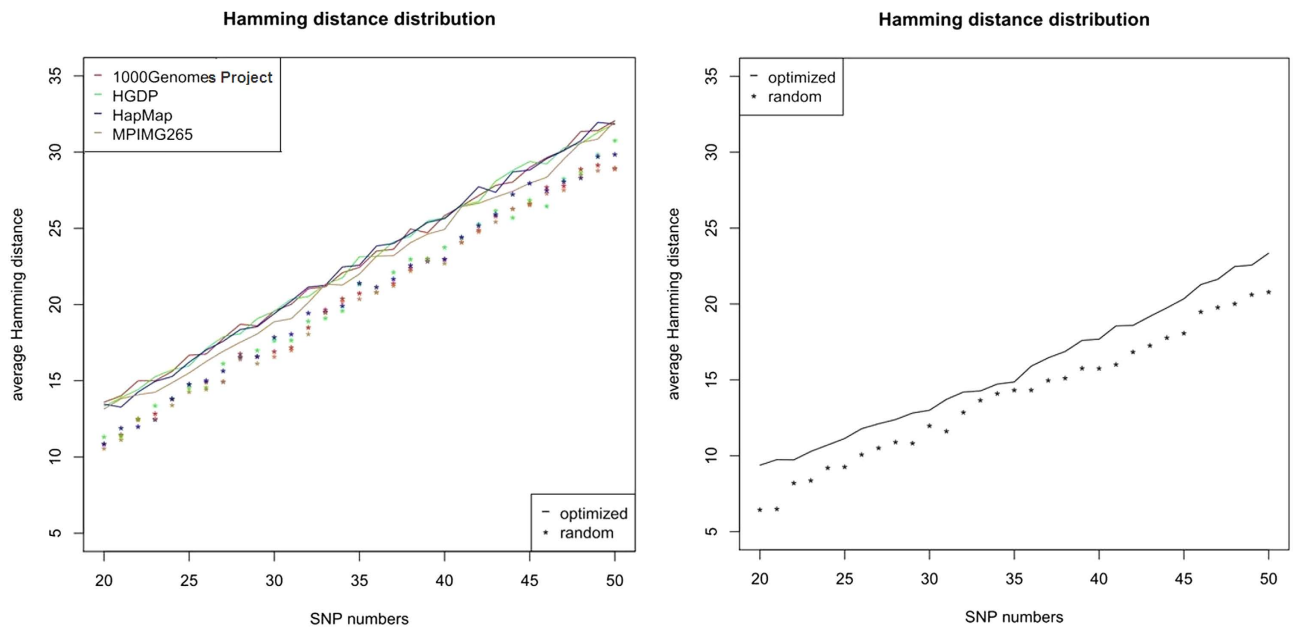 Hamming distance distribution
1000Genomes Project
HGDP
HapMap
MPIMG265
optimized
random
average Hamming distance
35
30
25
20
15
10
5
20 25 30 35 40 45 50
SNP numbers
Hamming distance distribution
optimized
random
average Hamming distance
35
30
25
20
15
10
5
20 25 30 35 40 45 50
SNP numbers